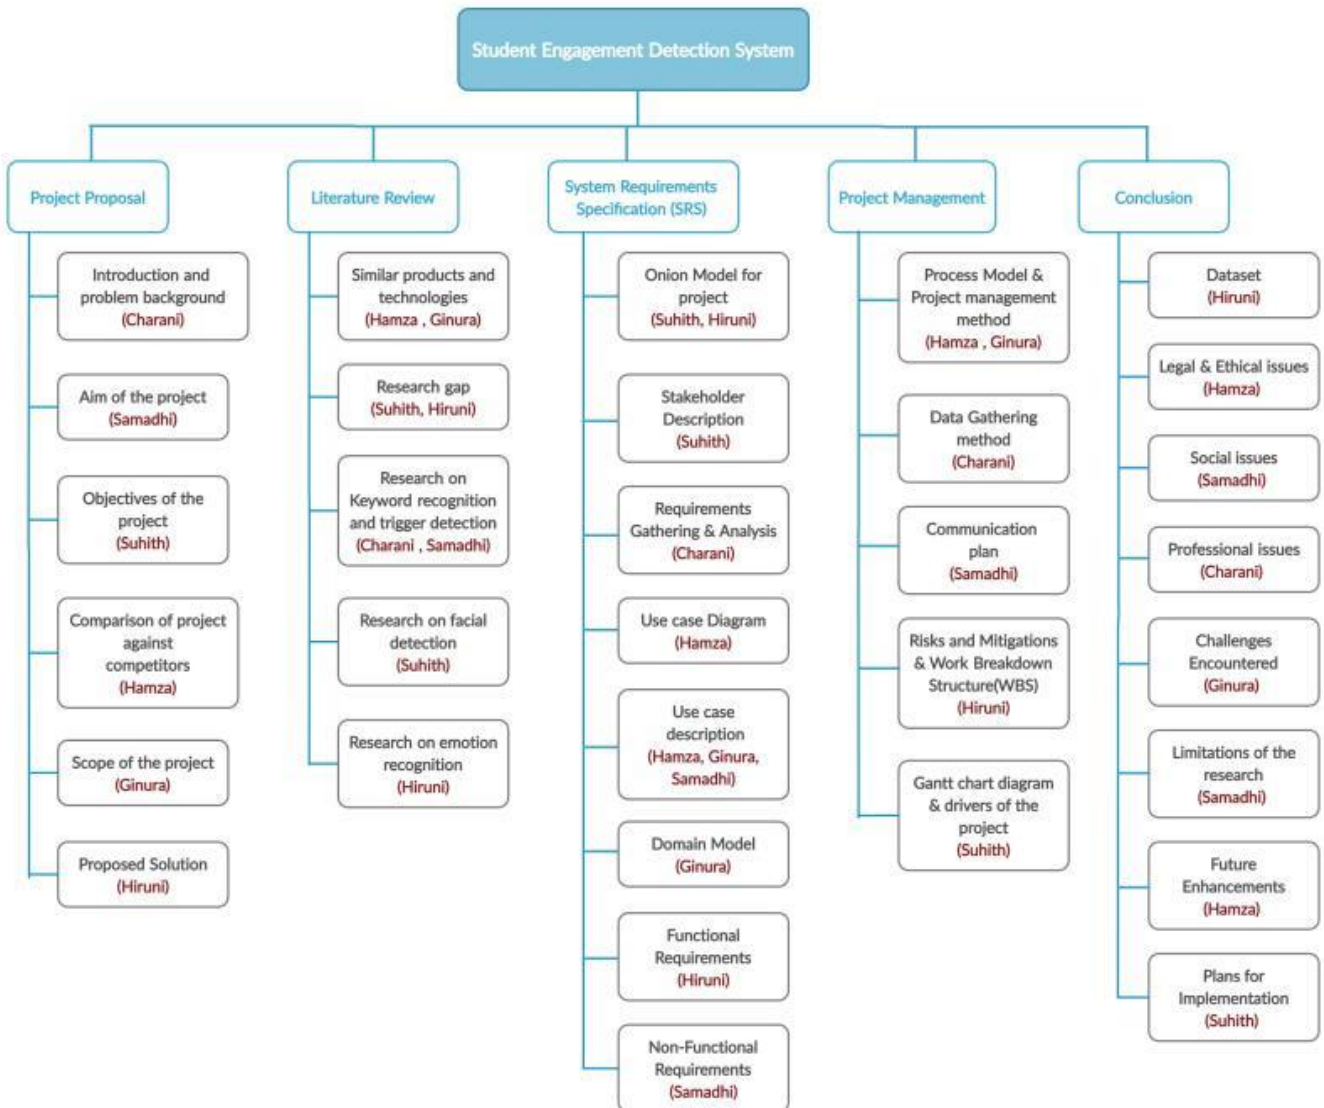 Student Engagement Detection System
Project Proposal
Introduction and
problem background
(Charani)
Aim of the project
(Samadhi)
Objectives of the
project
(Suhith)
Comparison of project
against
competitors
(Hamza)
Scope of the project
(Ginura)
Proposed Solution
(Hiruni)
Literature Review
Similar products and
technologies
(Hamza , Ginura)
Research gap
(Suhith, Hiruni)
Research on
Keyword recognition
and trigger detection
(Charani , Samadhi)
Research on facial
detection
(Suhith)
Research on emotion
recognition
(Hiruni)
System Requirements
Specification (SRS)
Onion Model for
project
(Suhith, Hiruni)
Stakeholder
Description
(Suhith)
Requirements
Gathering & Analysis
(Charani)
Use case Diagram
(Hamza)
Use case
description
(Hamza, Ginura,
Samadhi)
Domain Model
(Ginura)
Functional
Requirements
(Hiruni)
Non-Functional
Requirements
(Samadhi)
Project Management
Process Model &
Project management
method
(Hamza , Ginura)
Data Gathering
method
(Charani)
Communication
plan
(Samadhi)
Risks and Mitigations
& Work Breakdown
Structure(WBS)
(Hiruni)
Gantt chart diagram
& drivers of the
project
(Suhith)
Conclusion
Dataset
(Hiruni)
Legal & Ethical issues
(Hamza)
Social issues
(Samadhi)
Professional issues
(Charani)
Challenges
Encountered
(Ginura)
Limitations of the
research
(Samadhi)
Future
Enhancements
(Hamza)
Plans for
Implementation
(Suhith)